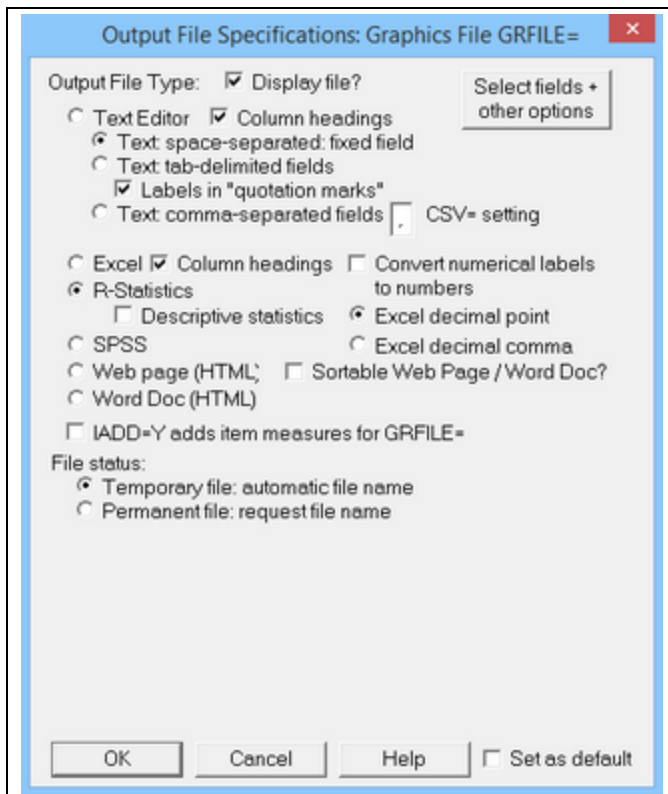 Output File Specifications: Graphics File GRFILE=
Output File Type: Display file?
Select fields +
other options
Text Editor Column headings
Text: space-separated: fixed field
Text: tab-delimited fields
Labels in "quotation marks"
Text: comma-separated fields , CSV= setting
Excel Column headings Convert numerical labels
to numbers
R-Statistics
Descriptive statistics Excel decimal point
SPSS Excel decimal comma
Web page (HTML) Sortable Web Page / Word Doc?
Word Doc (HTML)
IADD=Y adds item measures for GRFILE=
File status:
Temporary file: automatic file name
Permanent file: request file name
OK Cancel Help Set as default